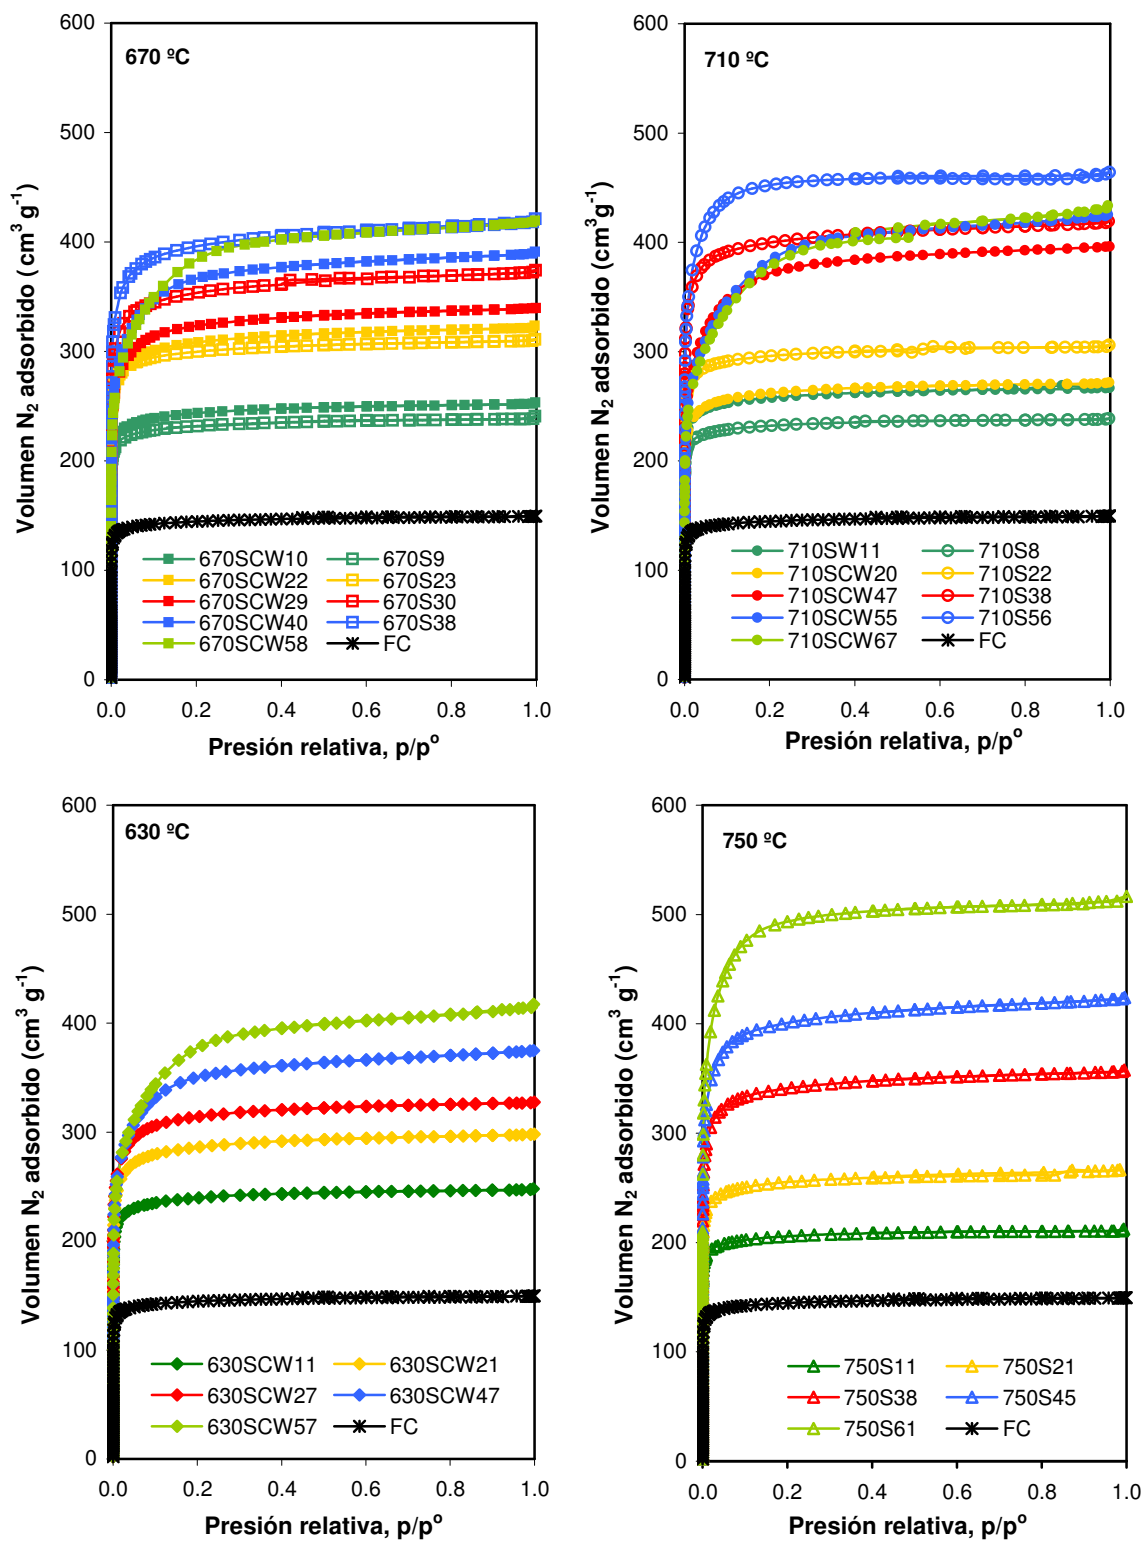 670 ºC
Volumen N2 adsorbido (cm3 g-1)
600
500
400
300
200
100
0
670SCW10 670S9
670SCW22 670S23
670SCW29 670S30
670SCW40 670S38
670SCW58 FC
0.0 0.2 0.4 0.6 0.8 1.0
Presión relativa, p/po
710 ºC
Volumen N2 adsorbido (cm3g-1)
600
500
400
300
200
100
0
710SW11 710S8
710SCW20 710S22
710SCW47 710S38
710SCW55 710S56
710SCW67 FC
0.0 0.2 0.4 0.6 0.8 1.0
Presión relativa, p/po
630 ºC
Volumen N2 adsorbido (cm3 g-1)
600
500
400
300
200
100
0
630SCW11 630SCW21
630SCW27 630SCW47
630SCW57 FC
0.0 0.2 0.4 0.6 0.8 1.0
Presión relativa, p/po
750 ºC
Volumen N2 adsorbido (cm3 g-1)
600
500
400
300
200
100
0
750S11 750S21
750S38 750S45
750S61 FC
0.0 0.2 0.4 0.6 0.8 1.0
Presión relativa, p/po